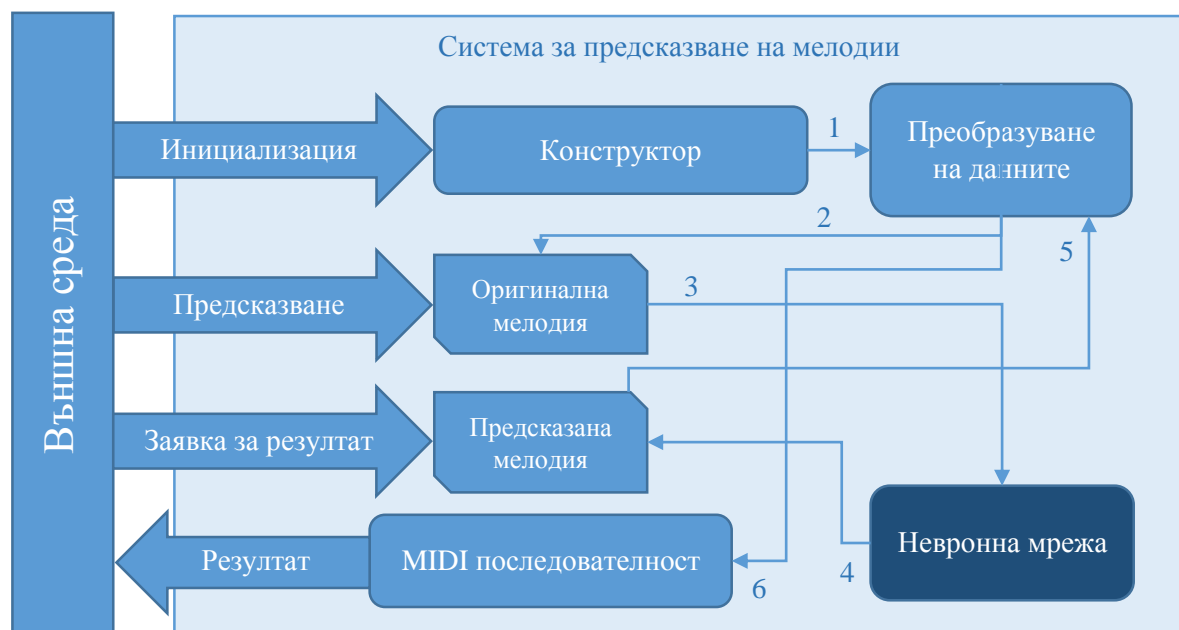 Система за предсказване на мелодии
Външна среда
Инициализация
Конструктор
1
Преобразуване
на данните
2
5
Предсказване
Оригинална
мелодия
3
Заявка за резултат
Предсказана
мелодия
Резултат
MIDI последователност
6
4
Невронна мрежа